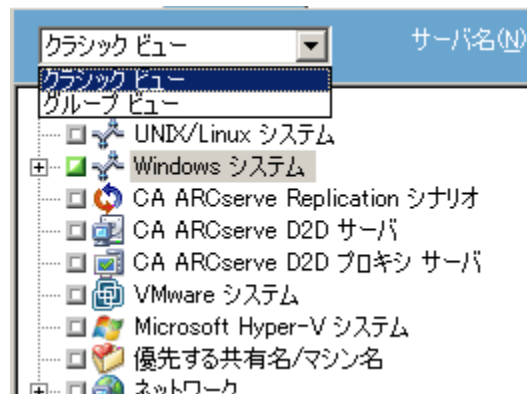 クラシック ビュー
サーバ名(N)
クラシック ビュー
グループ ビュー
UNIX/Linux システム
Windows システム
CA ARCserve Replication シナリオ
CA ARCserve D2D サーバ
CA ARCserve D2D プロキシ サーバ
VMware システム
Microsoft Hyper-V システム
優先する共有名/マシン名
ネットワーク